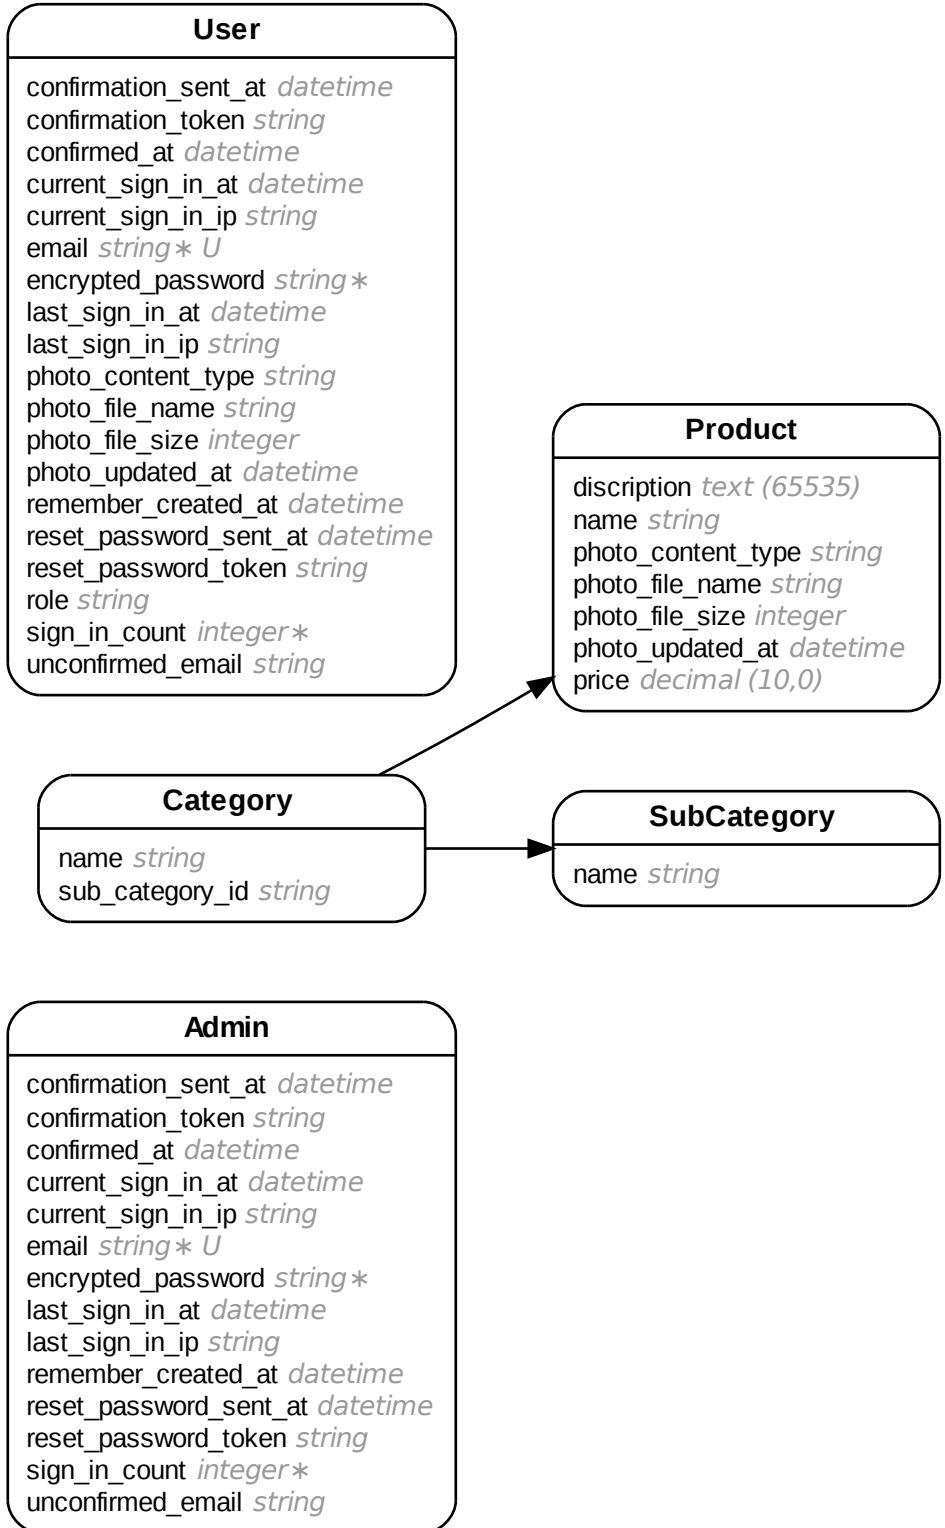 User
confirmation_sent_at datetime
confirmation_token string
confirmed_at datetime
current_sign_in_at datetime
current_sign_in_ip string
email string∗ U
encrypted_password string∗
last_sign_in_at datetime
last_sign_in_ip string
photo_content_type string
photo_file_name string
photo_file_size integer
photo_updated_at datetime
remember_created_at datetime
reset_password_sent_at datetime
reset_password_token string
role string
sign_in_count integer∗
unconfirmed_email string
Product
discription text (65535)
name string
photo_content_type string
photo_file_name string
photo_file_size integer
photo_updated_at datetime
price decimal (10,0)
Category
name string
sub_category_id string
SubCategory
name string
Admin
confirmation_sent_at datetime
confirmation_token string
confirmed_at datetime
current_sign_in_at datetime
current_sign_in_ip string
email string∗ U
encrypted_password string∗
last_sign_in_at datetime
last_sign_in_ip string
remember_created_at datetime
reset_password_sent_at datetime
reset_password_token string
sign_in_count integer∗
unconfirmed_email string